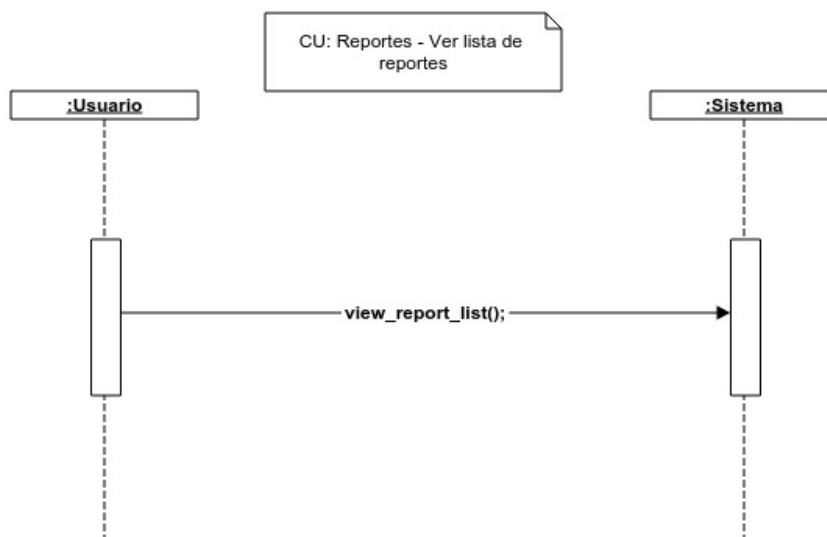 CU: Reportes - Ver lista de
reportes
:Usuario
:Sistema
view_report_list();